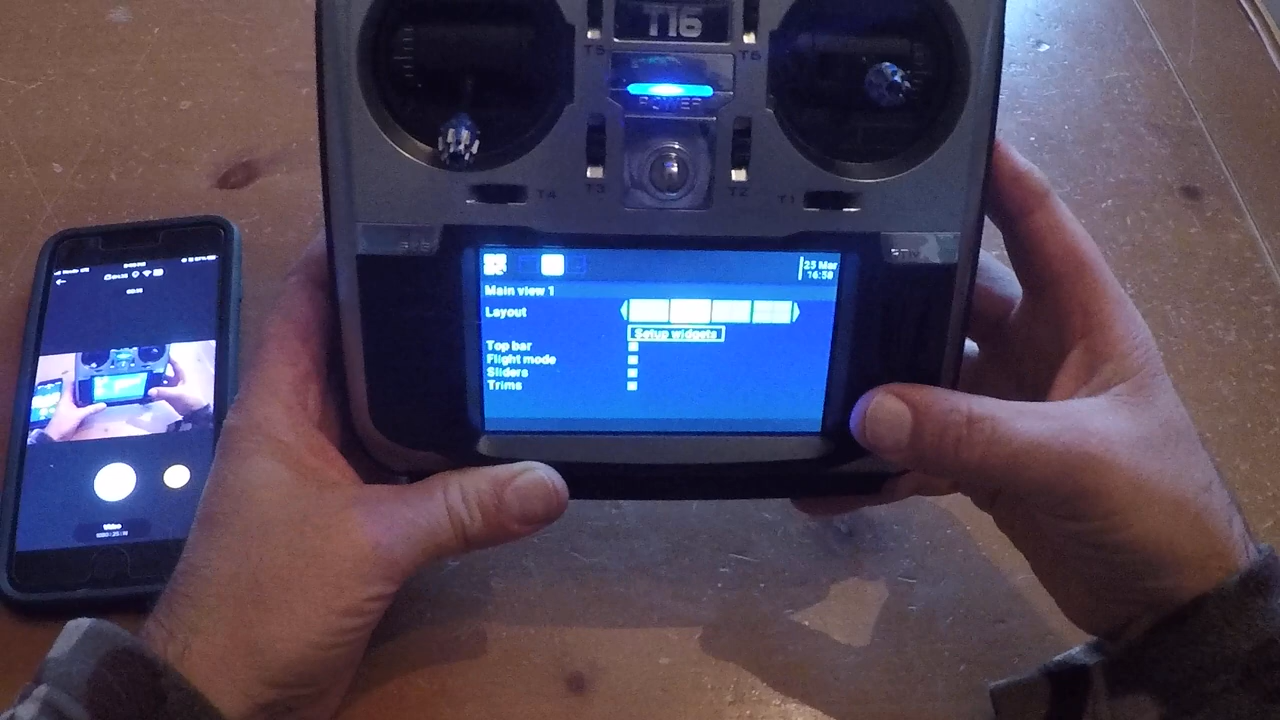 T16
T5
T6
POWER
T3
T2
T4
T1
25 Mar
16:58
Main view 1
Layout
Setup widgets
Top bar
Flight mode
Sliders
Trims
Video